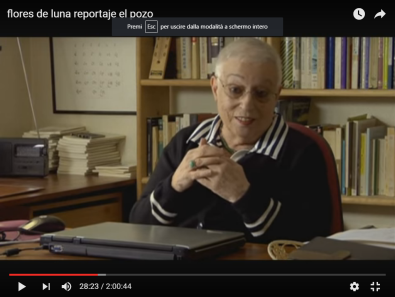 flores de luna reportaje el pozo
Premi Esc per uscire dalla modalità a schermo intero
28:23 / 2:00:44